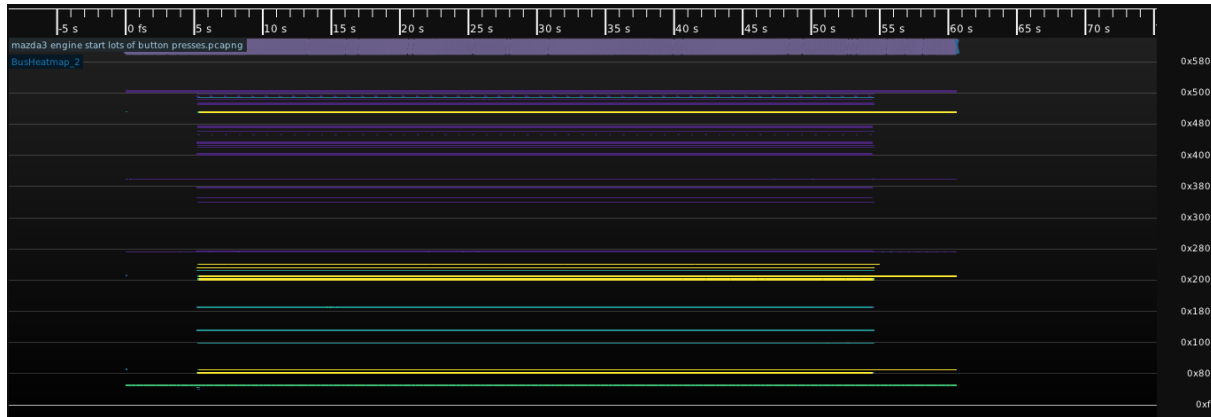 -5 s 0 fs 5 s 10 s 15 s 20 s 25 s 30 s 35 s 40 s 45 s 50 s 55 s 60 s 65 s 70 s
mazda3 engine start lots of button presses.pcapng
BusHeatmap_2
0x580
0x500
0x480
0x400
0x380
0x300
0x280
0x200
0x180
0x100
0x80
0xf